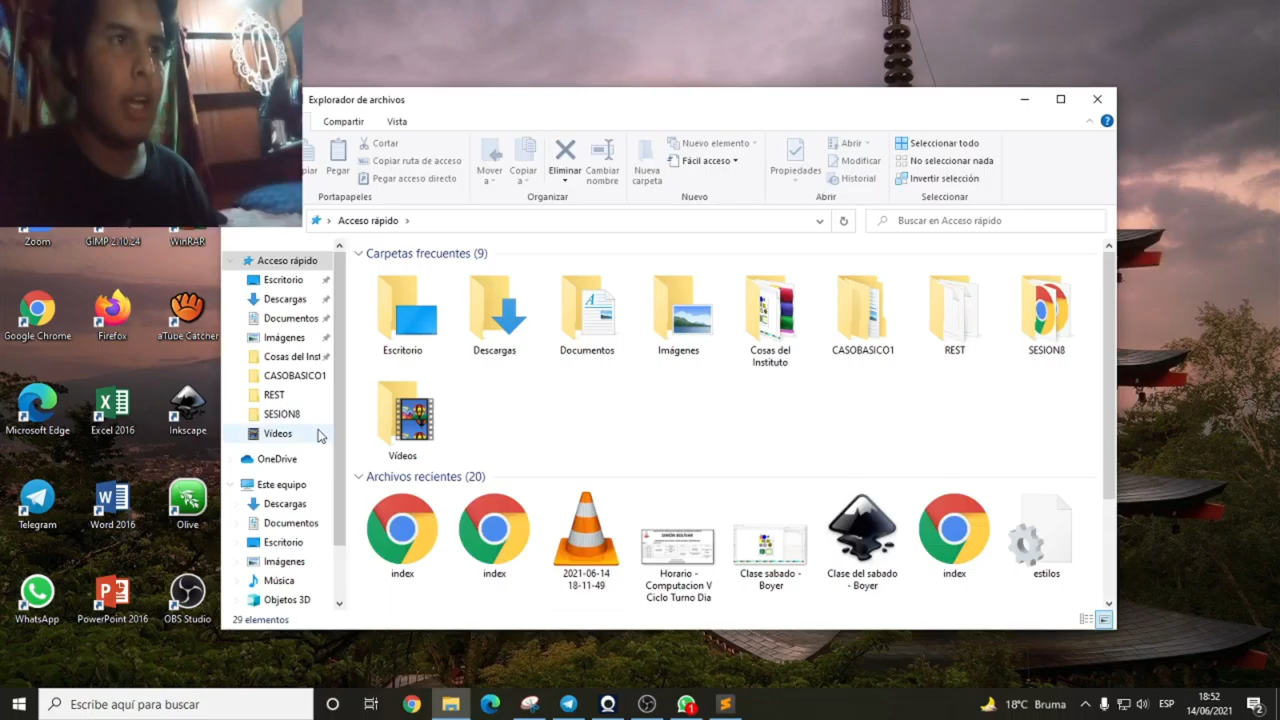 Explorador de archivos
Compartir Vista
Pegar
Cortar
Copiar ruta de acceso
Pegar acceso directo
Portapapeles
Mover a
Copiar a
Eliminar
Cambiar nombre
Organizar
Nueva carpeta
Nuevo elemento
Fácil acceso
Nuevo
Propiedades
Abrir
Modificar
Historial
Abrir
Seleccionar todo
No seleccionar nada
Invertir selección
Seleccionar
Acceso rápido
Buscar en Acceso rápido
Zoom
GIMP 2.10.24
WinRAR
Google Chrome
Firefox
aTube Catcher
Microsoft Edge
Excel 2016
Inkscape
Telegram
Word 2016
Olive
WhatsApp
PowerPoint 2016
OBS Studio
Acceso rápido
Escritorio
Descargas
Documentos
Imágenes
Cosas del Inst
CASOBASICO1
REST
SESION8
Vídeos
OneDrive
Este equipo
Descargas
Documentos
Escritorio
Imágenes
Música
Objetos 3D
29 elementos
Carpetas frecuentes (9)
Escritorio
Descargas
Documentos
Imágenes
Cosas del Instituto
CASOBASICO1
REST
SESION8
Vídeos
Archivos recientes (20)
index
index
2021-06-14 18-11-49
Horario - Computacion V Ciclo Turno Dia
Clase sabado - Boyer
Clase del sabado - Boyer
index
estilos
Escribe aquí para buscar
18°C Bruma
ESP
18:52
14/06/2021